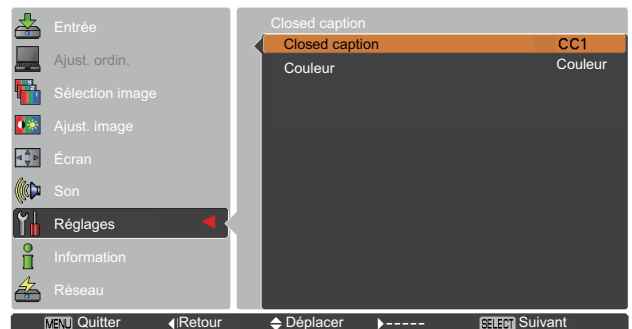 Entrée
Ajust. ordin.
Sélection image
Ajust. image
Écran
Son
Réglages
Information
Réseau
Closed caption
Closed caption CC1
Couleur Couleur
MENU Quitter Retour Déplacer ----- SELECT Suivant